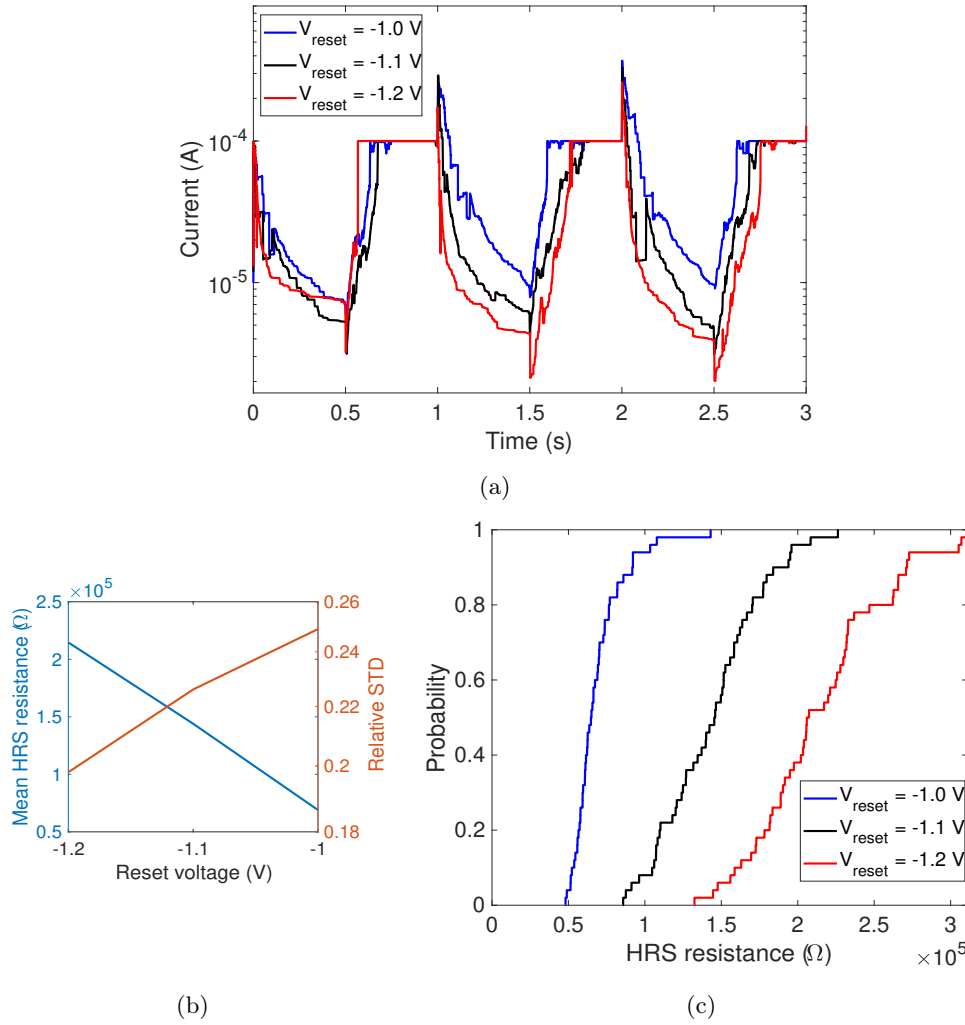 V_reset = -1.0 V
V_reset = -1.1 V
V_reset = -1.2 V
10^-4
10^-5
Current (A)
0 0.5 1 1.5 2 2.5 3
Time (s)
(a)
× 10^5
2.5
2
1.5
1
0.5
Mean HRS resistance (Ω)
0.26
0.24
0.22
0.2
0.18
Relative STD
-1.2 -1.1 -1
Reset voltage (V)
(b)
1
0.8
0.6
0.4
0.2
0
Probability
V_reset = -1.0 V
V_reset = -1.1 V
V_reset = -1.2 V
0 0.5 1 1.5 2 2.5 3
HRS resistance (Ω)
× 10^5
(c)